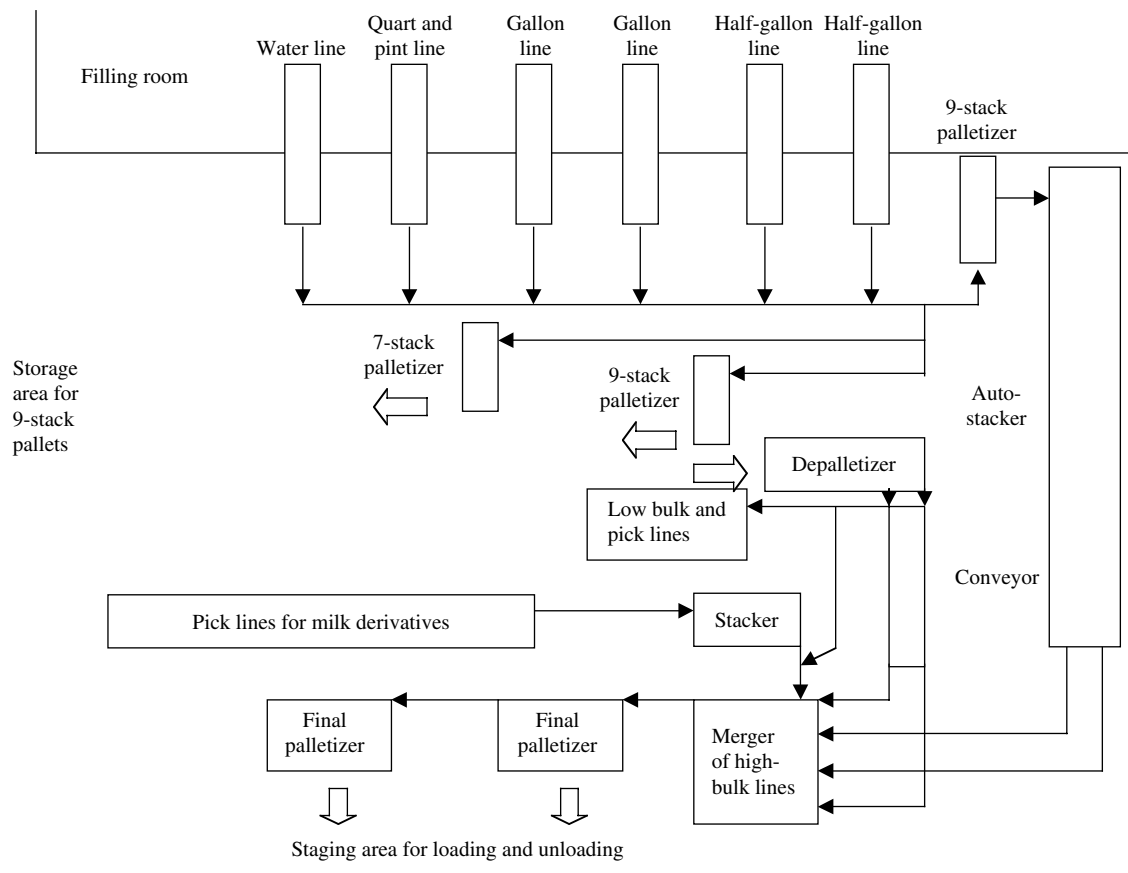 Filling room
Water line
Quart and
pint line
Gallon
line
Gallon
line
Half-gallon
line
Half-gallon
line
9-stack
palletizer
7-stack
palletizer
9-stack
palletizer
Storage
area for
9-stack
pallets
Auto-
stacker
Depalletizer
Low bulk and
pick lines
Conveyor
Pick lines for milk derivatives
Stacker
Final
palletizer
Final
palletizer
Merger
of high-
bulk lines
Staging area for loading and unloading